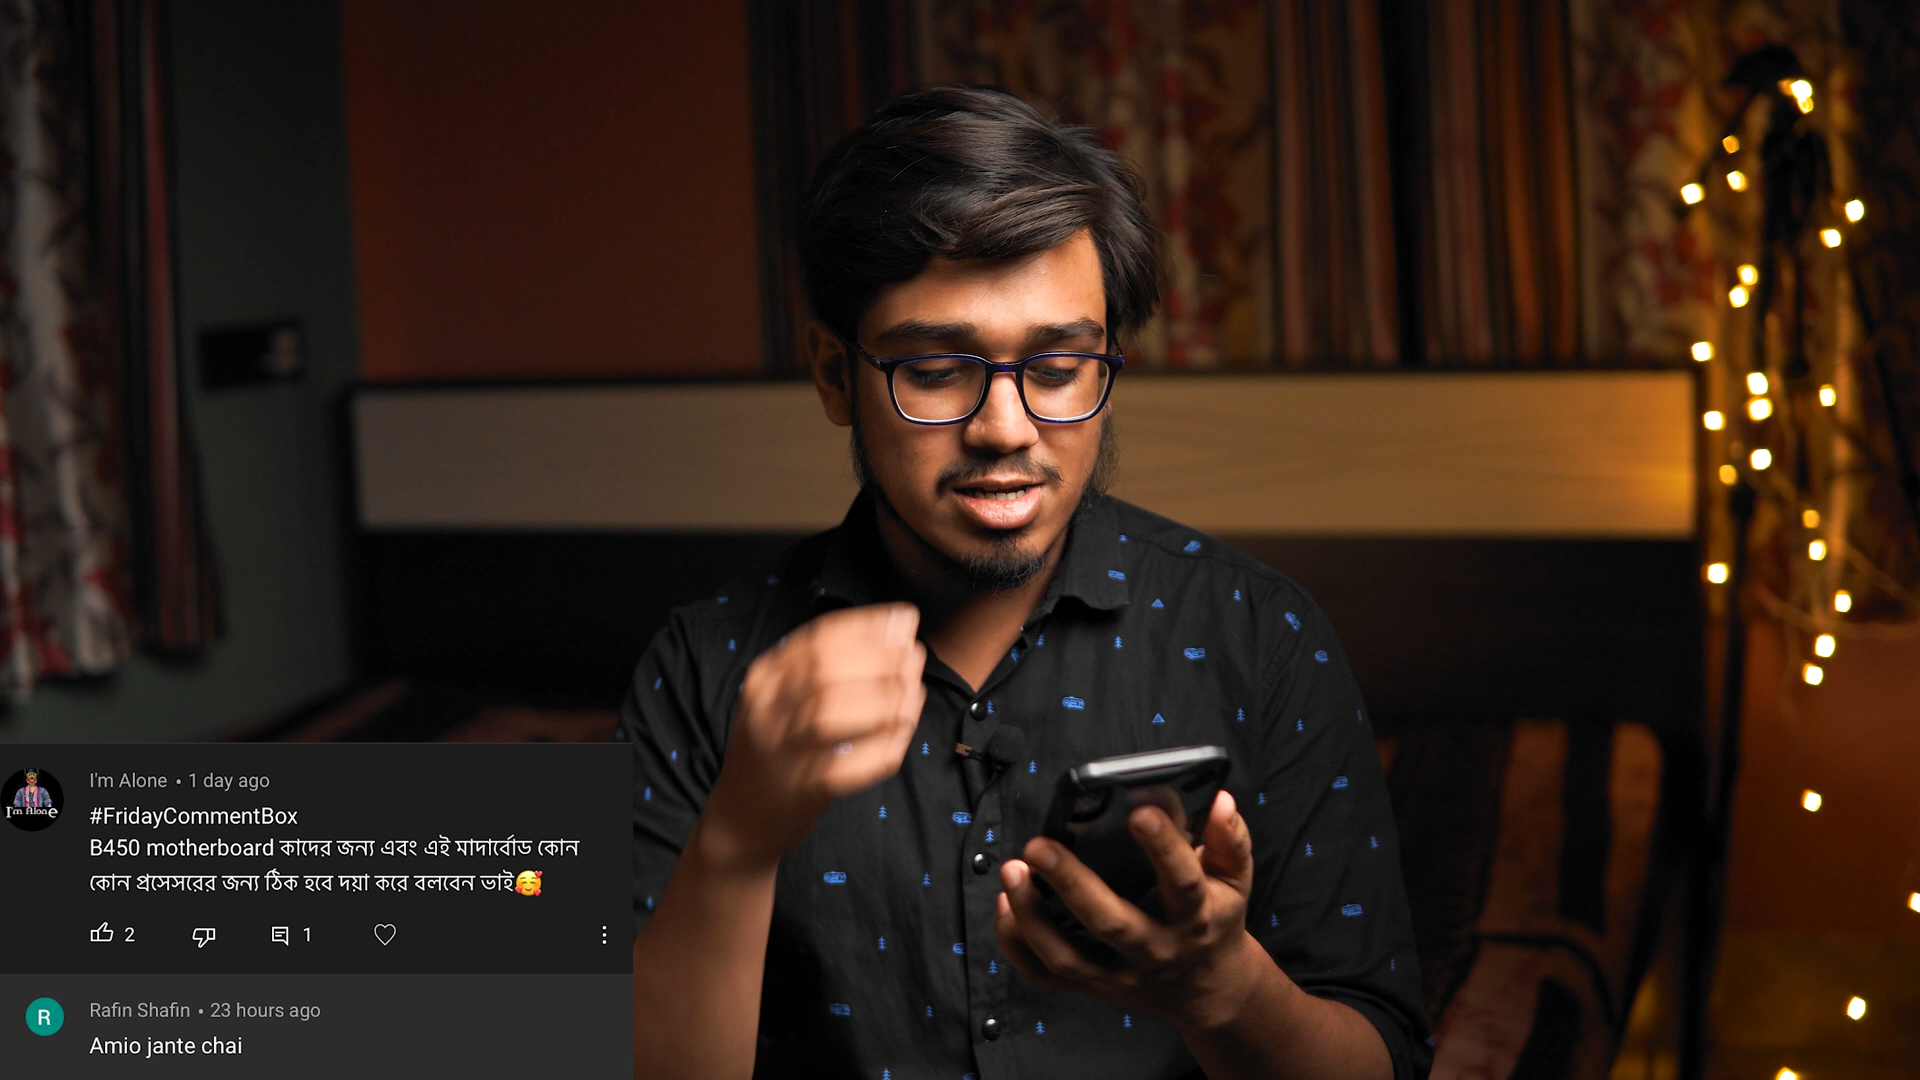 I'm Alone • 1 day ago
I'm Alone
#FridayCommentBox
B450 motherboard কাদের জন্য এবং এই মাদার্বোড কোন
কোন প্রসেসরের জন্য ঠিক হবে দয়া করে বলবেন ভাই🥰
2
1
R
Rafin Shafin • 23 hours ago
Amio jante chai